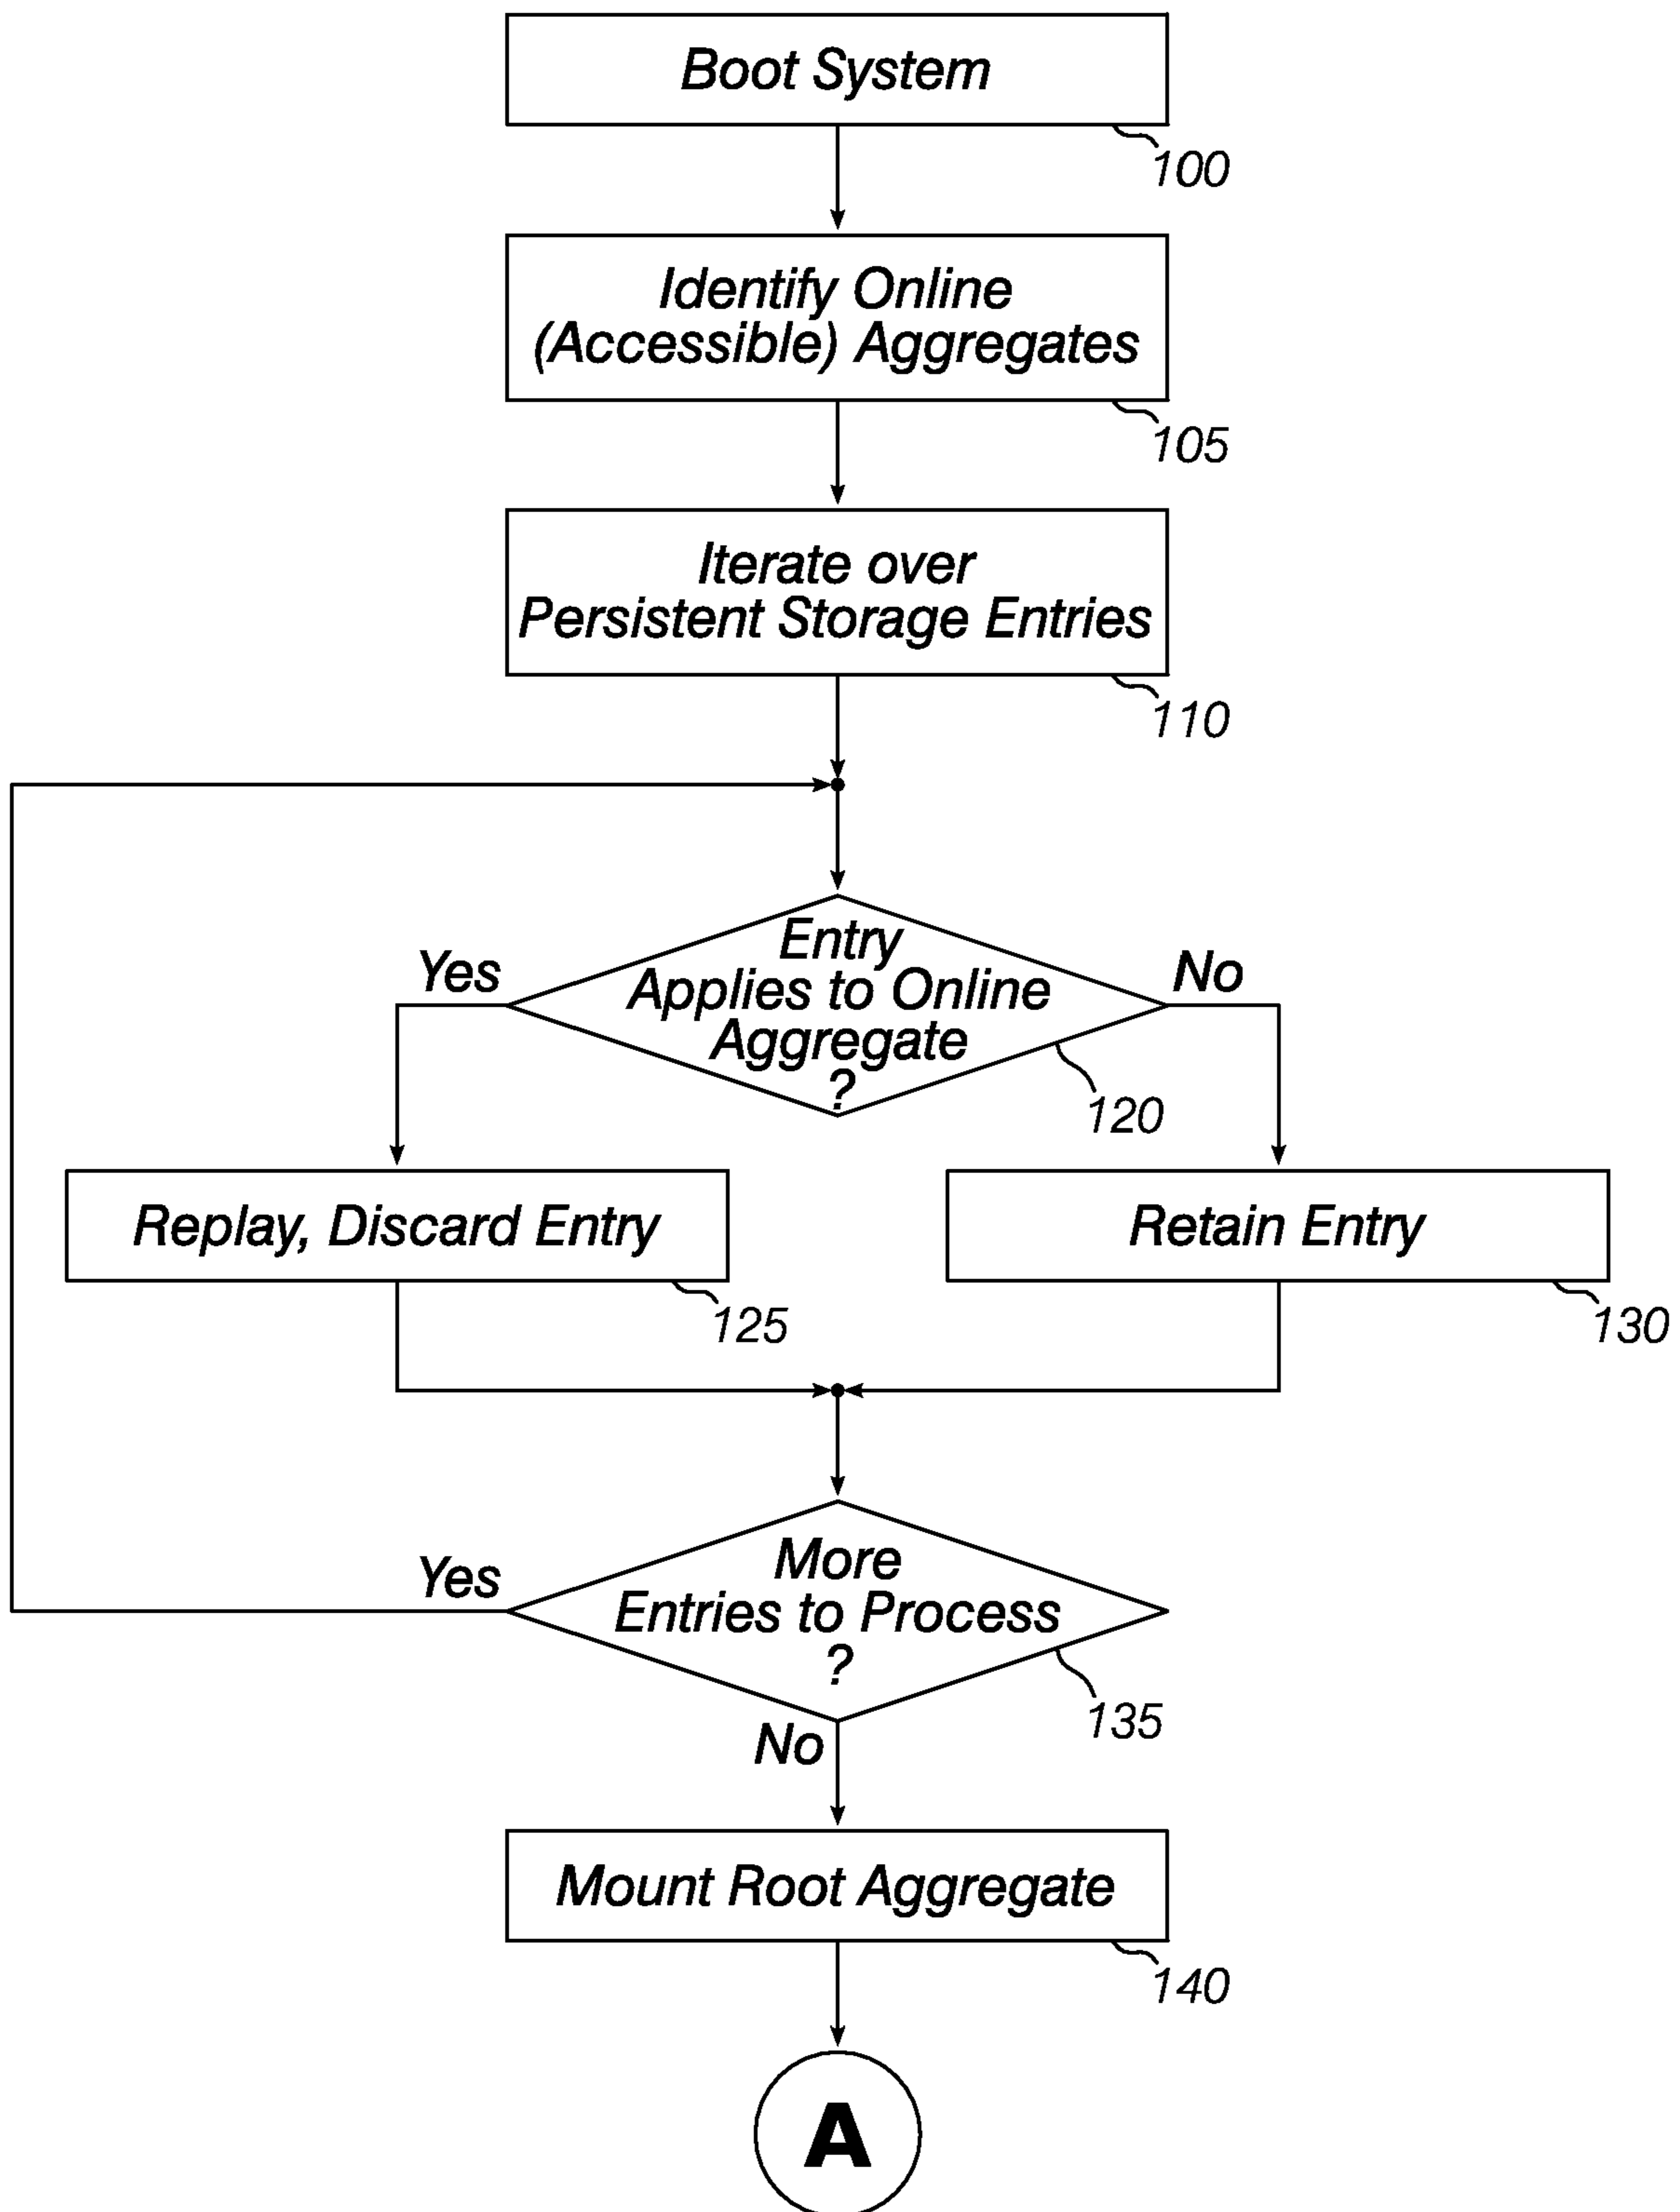 Boot System
100
Identify Online
(Accessible) Aggregates
105
Iterate over
Persistent Storage Entries
110
Entry
Applies to Online
Aggregate
?
Yes
No
120
Replay, Discard Entry
125
Retain Entry
130
More
Entries to Process
?
Yes
135
No
Mount Root Aggregate
140
A